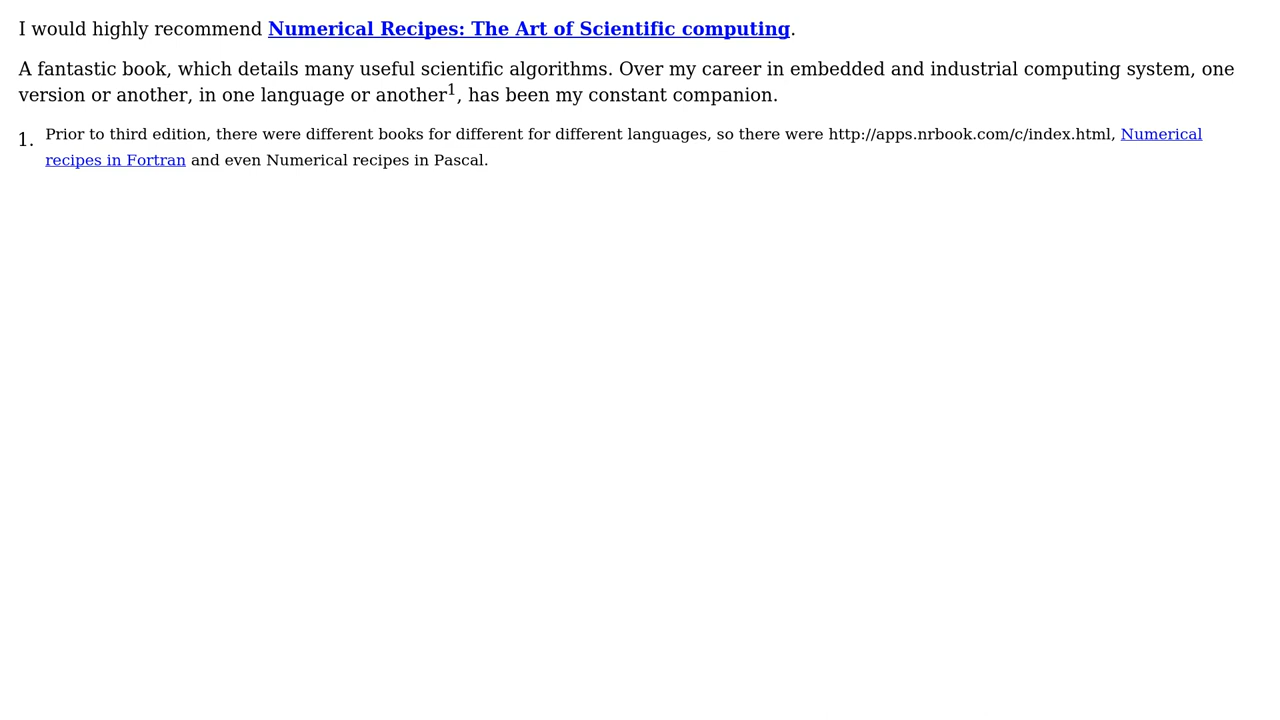 I would highly recommend Numerical Recipes: The Art of Scientific computing.
A fantastic book, which details many useful scientific algorithms. Over my career in embedded and industrial computing system, one
version or another, in one language or another1, has been my constant companion.
1. Prior to third edition, there were different books for different for different languages, so there were http://apps.nrbook.com/c/index.html, Numerical
recipes in Fortran and even Numerical recipes in Pascal.